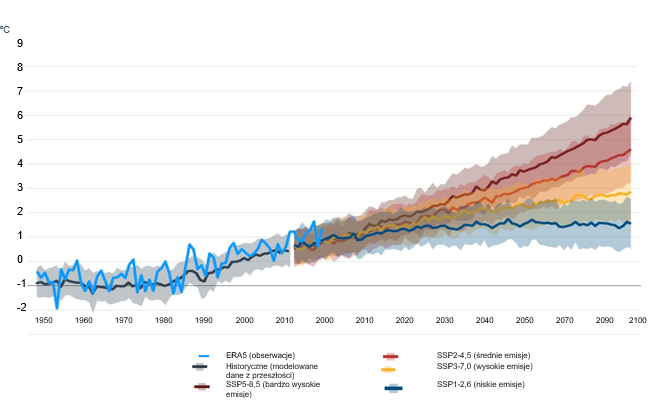 °C
9
8
7
6
5
4
3
2
1
0
-1
-2
1950 1960 1970 1980 1990 2000 2010 2000 2010 2020 2030 2040 2050 2060 2070 2090 2100
ERA5 (obserwacje)
Historyczne (modelowane
dane z przeszłości)
SSP5-8,5 (bardzo wysokie
emisje)
SSP2-4,5 (średnie emisje)
SSP3-7,0 (wysokie emisje)
SSP1-2,6 (niskie emisje)